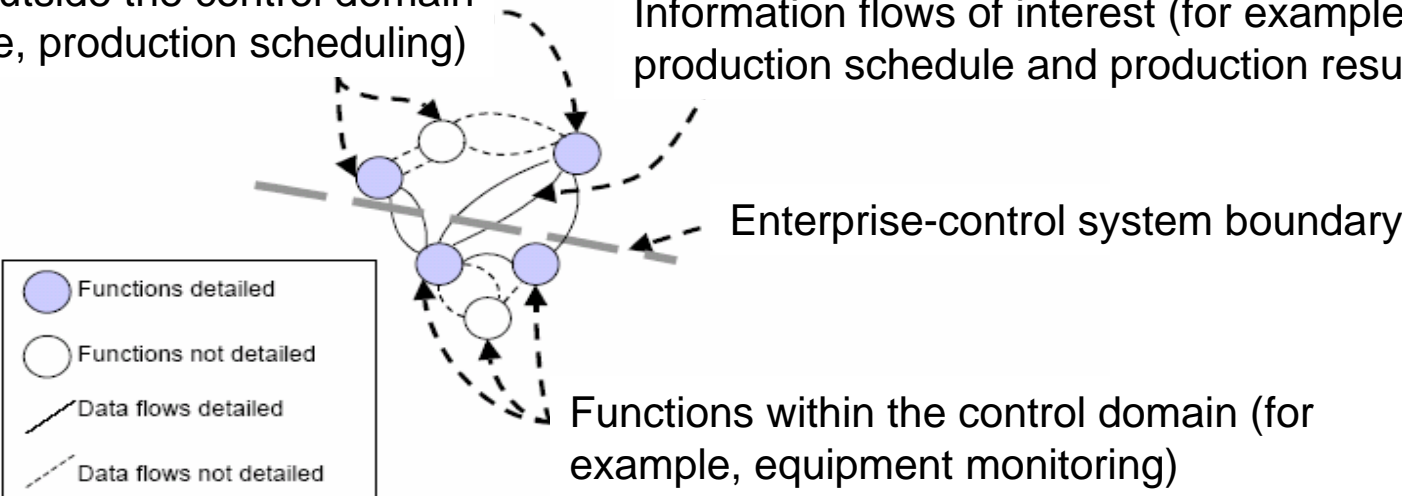 outside the control domain
e, production scheduling)
Information flows of interest (for example
production schedule and production resu
Enterprise-control system boundary
Functions detailed
Functions not detailed
Data flows detailed
Data flows not detailed
Functions within the control domain (for
example, equipment monitoring)